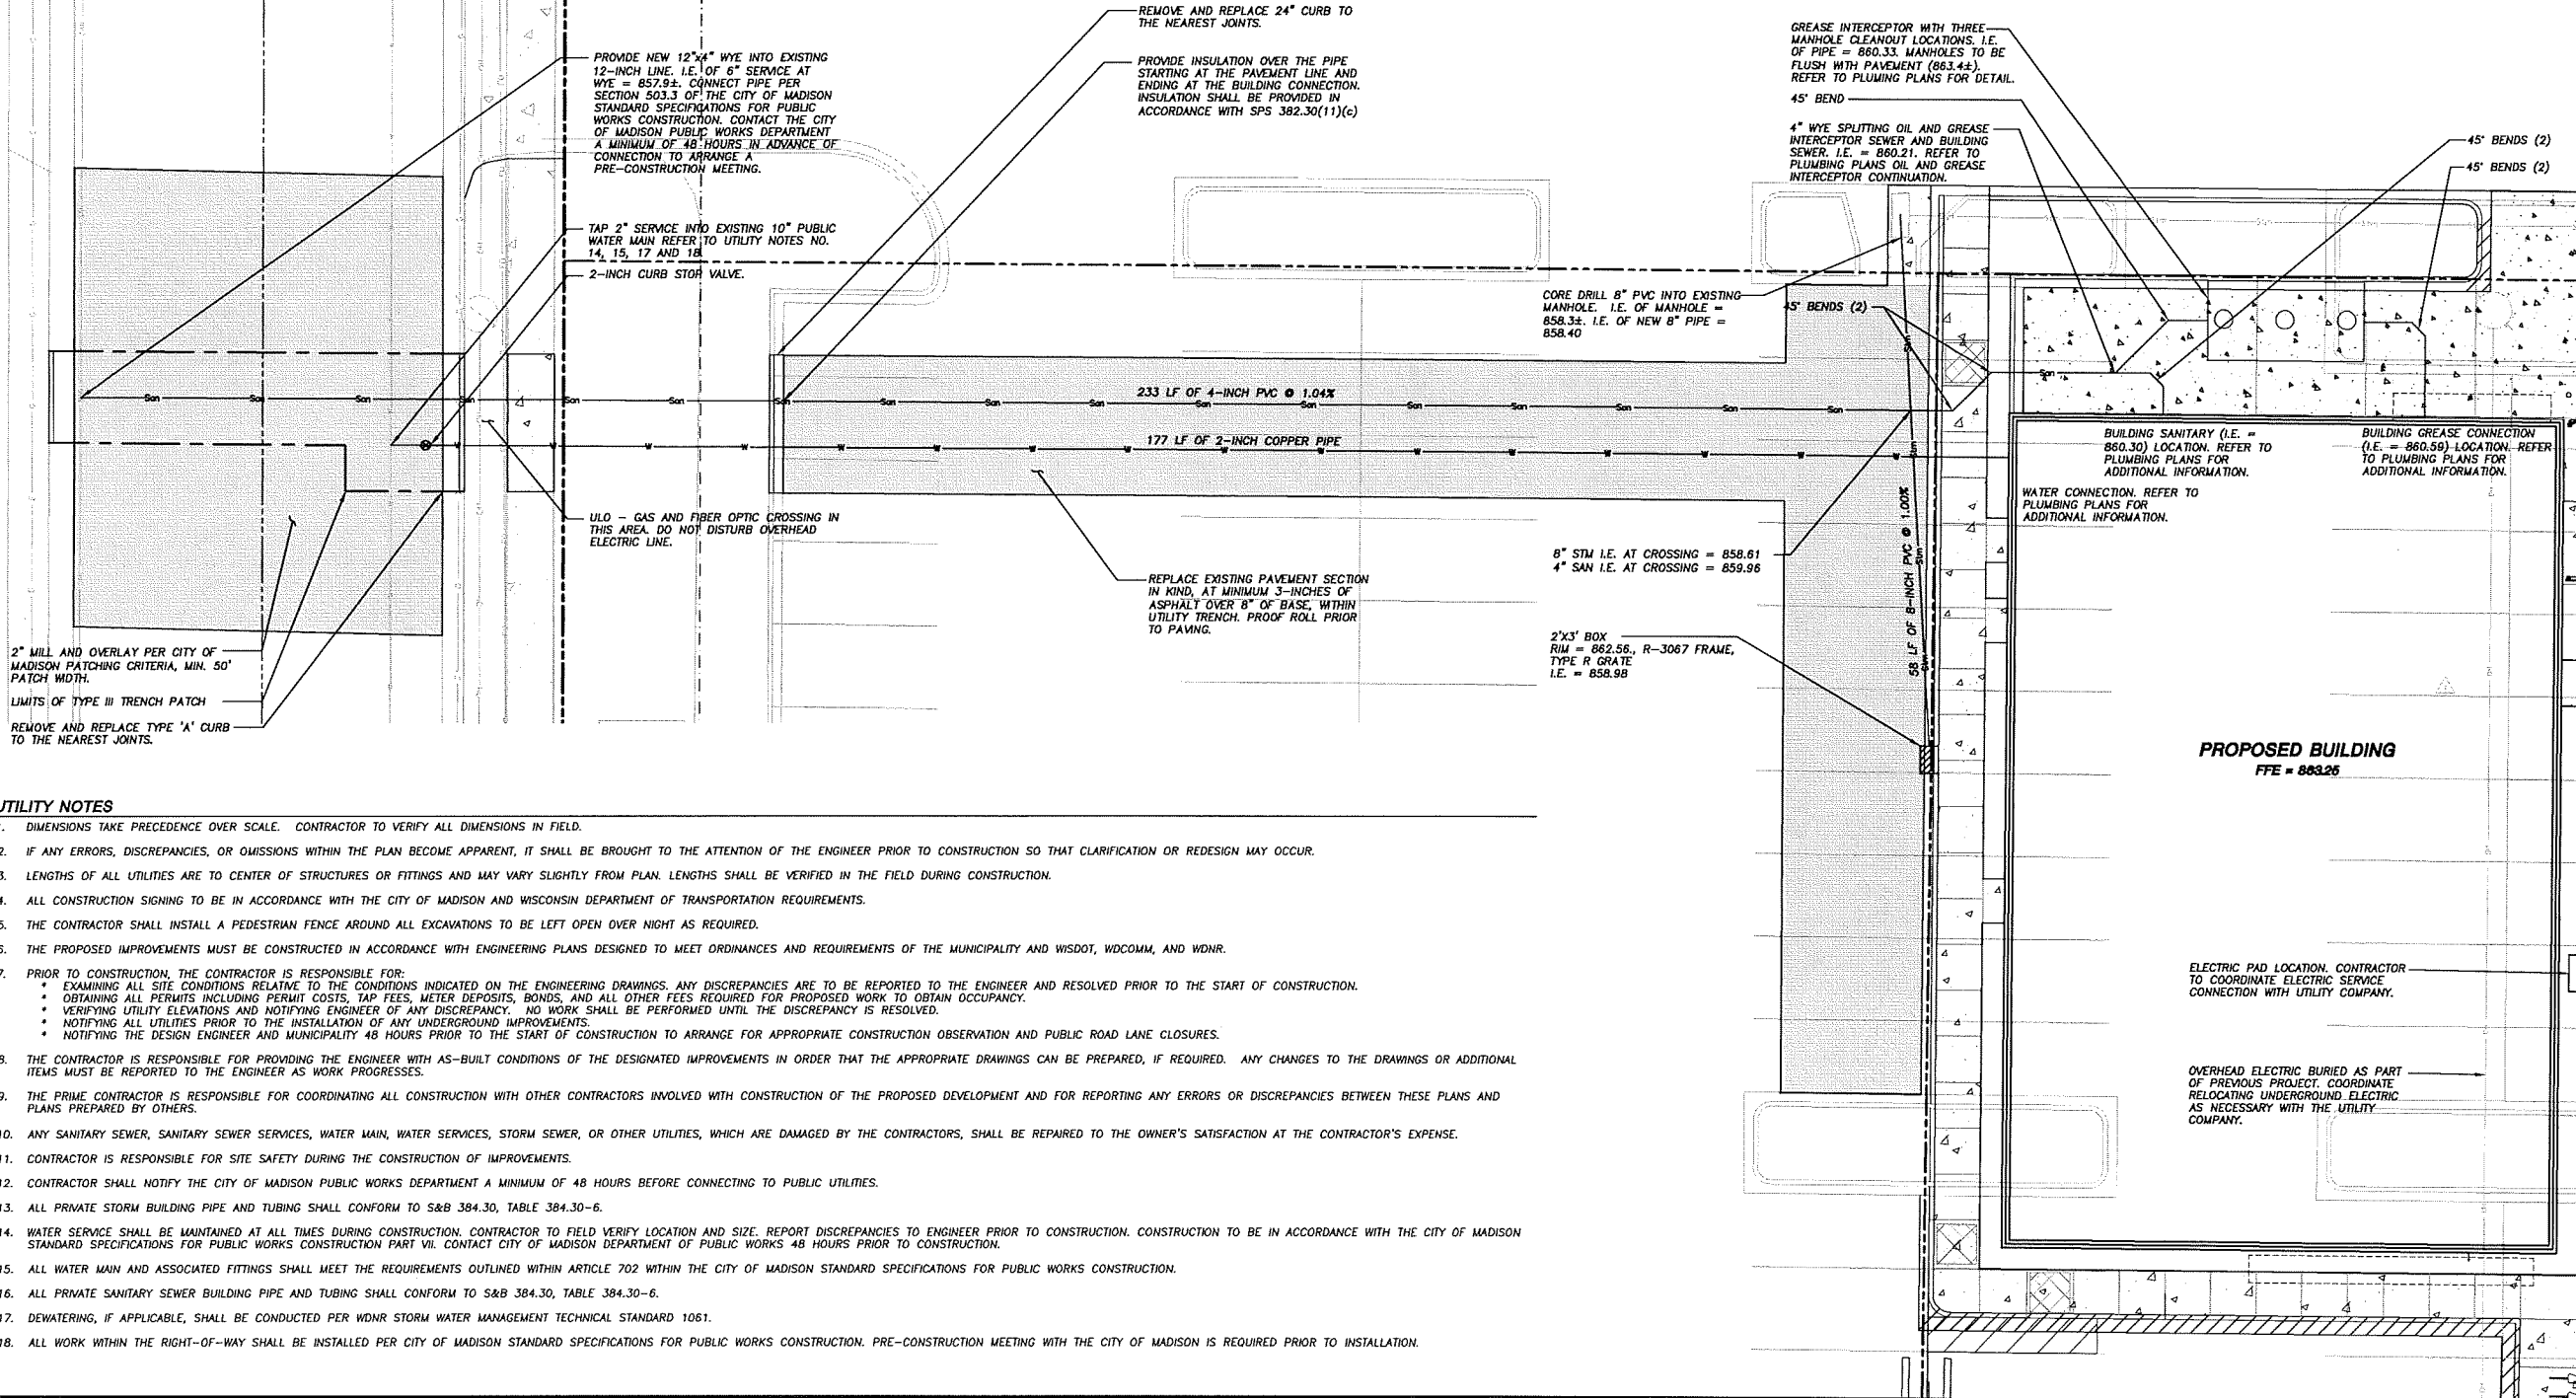 REMOVE AND REPLACE 24" CURB TO
THE NEAREST JOINTS.
PROVIDE NEW 12"x4" WYE INTO EXISTING
12-INCH LINE. I.E. OF 6" SERVICE AT
WYE = 857.9±. CONNECT PIPE PER
SECTION 503.3 OF THE CITY OF MADISON
STANDARD SPECIFICATIONS FOR PUBLIC
WORKS CONSTRUCTION. CONTACT THE CITY
OF MADISON PUBLIC WORKS DEPARTMENT
A MINIMUM OF 48 HOURS IN ADVANCE OF
CONNECTION TO ARRANGE A
PRE-CONSTRUCTION MEETING.
PROVIDE INSULATION OVER THE PIPE
STARTING AT THE PAVEMENT LINE AND
ENDING AT THE BUILDING CONNECTION.
INSULATION SHALL BE PROVIDED IN
ACCORDANCE WITH SPS 382.30(11)(c)
GREASE INTERCEPTOR WITH THREE
MANHOLE CLEANOUT LOCATIONS. I.E.
OF PIPE = 860.33. MANHOLES TO BE
FLUSH WITH PAVEMENT (863.4±).
REFER TO PLUMING PLANS FOR DETAIL.
45° BEND
4" WYE SPLITTING OIL AND GREASE
INTERCEPTOR SEWER AND BUILDING
SEWER. I.E. = 860.21. REFER TO
PLUMBING PLANS OIL AND GREASE
INTERCEPTOR CONTINUATION.
45° BENDS (2)
45° BENDS (2)
TAP 2" SERVICE INTO EXISTING 10" PUBLIC
WATER MAIN REFER TO UTILITY NOTES NO.
14, 15, 17 AND 18
2-INCH CURB STOP VALVE.
CORE DRILL 8" PVC INTO EXISTING
MANHOLE. I.E. OF MANHOLE =
858.3±. I.E. OF NEW 8" PIPE =
858.40
45° BENDS (2)
233 LF OF 4-INCH PVC @ 1.04%
San San San San San San San San San San San San San San San San San San
177 LF OF 2-INCH COPPER PIPE
W W W W W W W W W W W W W W W
BUILDING SANITARY (I.E. =
860.30) LOCATION. REFER TO
PLUMBING PLANS FOR
ADDITIONAL INFORMATION.
BUILDING GREASE CONNECTION
(I.E. = 860.59) LOCATION. REFER
TO PLUMBING PLANS FOR
ADDITIONAL INFORMATION.
WATER CONNECTION. REFER TO
PLUMBING PLANS FOR
ADDITIONAL INFORMATION.
ULO - GAS AND FIBER OPTIC CROSSING IN
THIS AREA. DO NOT DISTURB OVERHEAD
ELECTRIC LINE.
8" STM I.E. AT CROSSING = 858.61
4" SAN I.E. AT CROSSING = 859.96
58 LF OF 8-INCH PVC @ 1.00%
Stm Stm Stm Stm
REPLACE EXISTING PAVEMENT SECTION
IN KIND, AT MINIMUM 3-INCHES OF
ASPHALT OVER 8" OF BASE, WITHIN
UTILITY TRENCH. PROOF ROLL PRIOR
TO PAVING.
2'X3' BOX
RIM = 862.56., R-3067 FRAME,
TYPE R GRATE
I.E. = 858.98
2" MILL AND OVERLAY PER CITY OF
MADISON PATCHING CRITERIA, MIN. 50'
PATCH WIDTH.
LIMITS OF TYPE III TRENCH PATCH
REMOVE AND REPLACE TYPE 'A' CURB
TO THE NEAREST JOINTS.
PROPOSED BUILDING
FFE = 863.25
ELECTRIC PAD LOCATION. CONTRACTOR
TO COORDINATE ELECTRIC SERVICE
CONNECTION WITH UTILITY COMPANY.
OVERHEAD ELECTRIC BURIED AS PART
OF PREVIOUS PROJECT. COORDINATE
RELOCATING UNDERGROUND ELECTRIC
AS NECESSARY WITH THE UTILITY
COMPANY.
UTILITY NOTES
. DIMENSIONS TAKE PRECEDENCE OVER SCALE. CONTRACTOR TO VERIFY ALL DIMENSIONS IN FIELD.
2. IF ANY ERRORS, DISCREPANCIES, OR OMISSIONS WITHIN THE PLAN BECOME APPARENT, IT SHALL BE BROUGHT TO THE ATTENTION OF THE ENGINEER PRIOR TO CONSTRUCTION SO THAT CLARIFICATION OR REDESIGN MAY OCCUR.
3. LENGTHS OF ALL UTILITIES ARE TO CENTER OF STRUCTURES OR FITTINGS AND MAY VARY SLIGHTLY FROM PLAN. LENGTHS SHALL BE VERIFIED IN THE FIELD DURING CONSTRUCTION.
4. ALL CONSTRUCTION SIGNING TO BE IN ACCORDANCE WITH THE CITY OF MADISON AND WISCONSIN DEPARTMENT OF TRANSPORTATION REQUIREMENTS.
5. THE CONTRACTOR SHALL INSTALL A PEDESTRIAN FENCE AROUND ALL EXCAVATIONS TO BE LEFT OPEN OVER NIGHT AS REQUIRED.
6. THE PROPOSED IMPROVEMENTS MUST BE CONSTRUCTED IN ACCORDANCE WITH ENGINEERING PLANS DESIGNED TO MEET ORDINANCES AND REQUIREMENTS OF THE MUNICIPALITY AND WISDOT, WDCOMM, AND WDNR.
7. PRIOR TO CONSTRUCTION, THE CONTRACTOR IS RESPONSIBLE FOR:
* EXAMINING ALL SITE CONDITIONS RELATIVE TO THE CONDITIONS INDICATED ON THE ENGINEERING DRAWINGS. ANY DISCREPANCIES ARE TO BE REPORTED TO THE ENGINEER AND RESOLVED PRIOR TO THE START OF CONSTRUCTION.
* OBTAINING ALL PERMITS INCLUDING PERMIT COSTS, TAP FEES, METER DEPOSITS, BONDS, AND ALL OTHER FEES REQUIRED FOR PROPOSED WORK TO OBTAIN OCCUPANCY.
* VERIFYING UTILITY ELEVATIONS AND NOTIFYING ENGINEER OF ANY DISCREPANCY. NO WORK SHALL BE PERFORMED UNTIL THE DISCREPANCY IS RESOLVED.
* NOTIFYING ALL UTILITIES PRIOR TO THE INSTALLATION OF ANY UNDERGROUND IMPROVEMENTS.
* NOTIFYING THE DESIGN ENGINEER AND MUNICIPALITY 48 HOURS PRIOR TO THE START OF CONSTRUCTION TO ARRANGE FOR APPROPRIATE CONSTRUCTION OBSERVATION AND PUBLIC ROAD LANE CLOSURES.
8. THE CONTRACTOR IS RESPONSIBLE FOR PROVIDING THE ENGINEER WITH AS-BUILT CONDITIONS OF THE DESIGNATED IMPROVEMENTS IN ORDER THAT THE APPROPRIATE DRAWINGS CAN BE PREPARED, IF REQUIRED. ANY CHANGES TO THE DRAWINGS OR ADDITIONAL
ITEMS MUST BE REPORTED TO THE ENGINEER AS WORK PROGRESSES.
9. THE PRIME CONTRACTOR IS RESPONSIBLE FOR COORDINATING ALL CONSTRUCTION WITH OTHER CONTRACTORS INVOLVED WITH CONSTRUCTION OF THE PROPOSED DEVELOPMENT AND FOR REPORTING ANY ERRORS OR DISCREPANCIES BETWEEN THESE PLANS AND
PLANS PREPARED BY OTHERS.
10. ANY SANITARY SEWER, SANITARY SEWER SERVICES, WATER MAIN, WATER SERVICES, STORM SEWER, OR OTHER UTILITIES, WHICH ARE DAMAGED BY THE CONTRACTORS, SHALL BE REPAIRED TO THE OWNER'S SATISFACTION AT THE CONTRACTOR'S EXPENSE.
11. CONTRACTOR IS RESPONSIBLE FOR SITE SAFETY DURING THE CONSTRUCTION OF IMPROVEMENTS.
12. CONTRACTOR SHALL NOTIFY THE CITY OF MADISON PUBLIC WORKS DEPARTMENT A MINIMUM OF 48 HOURS BEFORE CONNECTING TO PUBLIC UTILITIES.
13. ALL PRIVATE STORM BUILDING PIPE AND TUBING SHALL CONFORM TO S&B 384.30, TABLE 384.30-6.
14. WATER SERVICE SHALL BE MAINTAINED AT ALL TIMES DURING CONSTRUCTION. CONTRACTOR TO FIELD VERIFY LOCATION AND SIZE. REPORT DISCREPANCIES TO ENGINEER PRIOR TO CONSTRUCTION. CONSTRUCTION TO BE IN ACCORDANCE WITH THE CITY OF MADISON
STANDARD SPECIFICATIONS FOR PUBLIC WORKS CONSTRUCTION PART VII. CONTACT CITY OF MADISON DEPARTMENT OF PUBLIC WORKS 48 HOURS PRIOR TO CONSTRUCTION.
15. ALL WATER MAIN AND ASSOCIATED FITTINGS SHALL MEET THE REQUIREMENTS OUTLINED WITHIN ARTICLE 702 WITHIN THE CITY OF MADISON STANDARD SPECIFICATIONS FOR PUBLIC WORKS CONSTRUCTION.
16. ALL PRIVATE SANITARY SEWER BUILDING PIPE AND TUBING SHALL CONFORM TO S&B 384.30, TABLE 384.30-6.
17. DEWATERING, IF APPLICABLE, SHALL BE CONDUCTED PER WDNR STORM WATER MANAGEMENT TECHNICAL STANDARD 1061.
18. ALL WORK WITHIN THE RIGHT-OF-WAY SHALL BE INSTALLED PER CITY OF MADISON STANDARD SPECIFICATIONS FOR PUBLIC WORKS CONSTRUCTION. PRE-CONSTRUCTION MEETING WITH THE CITY OF MADISON IS REQUIRED PRIOR TO INSTALLATION.